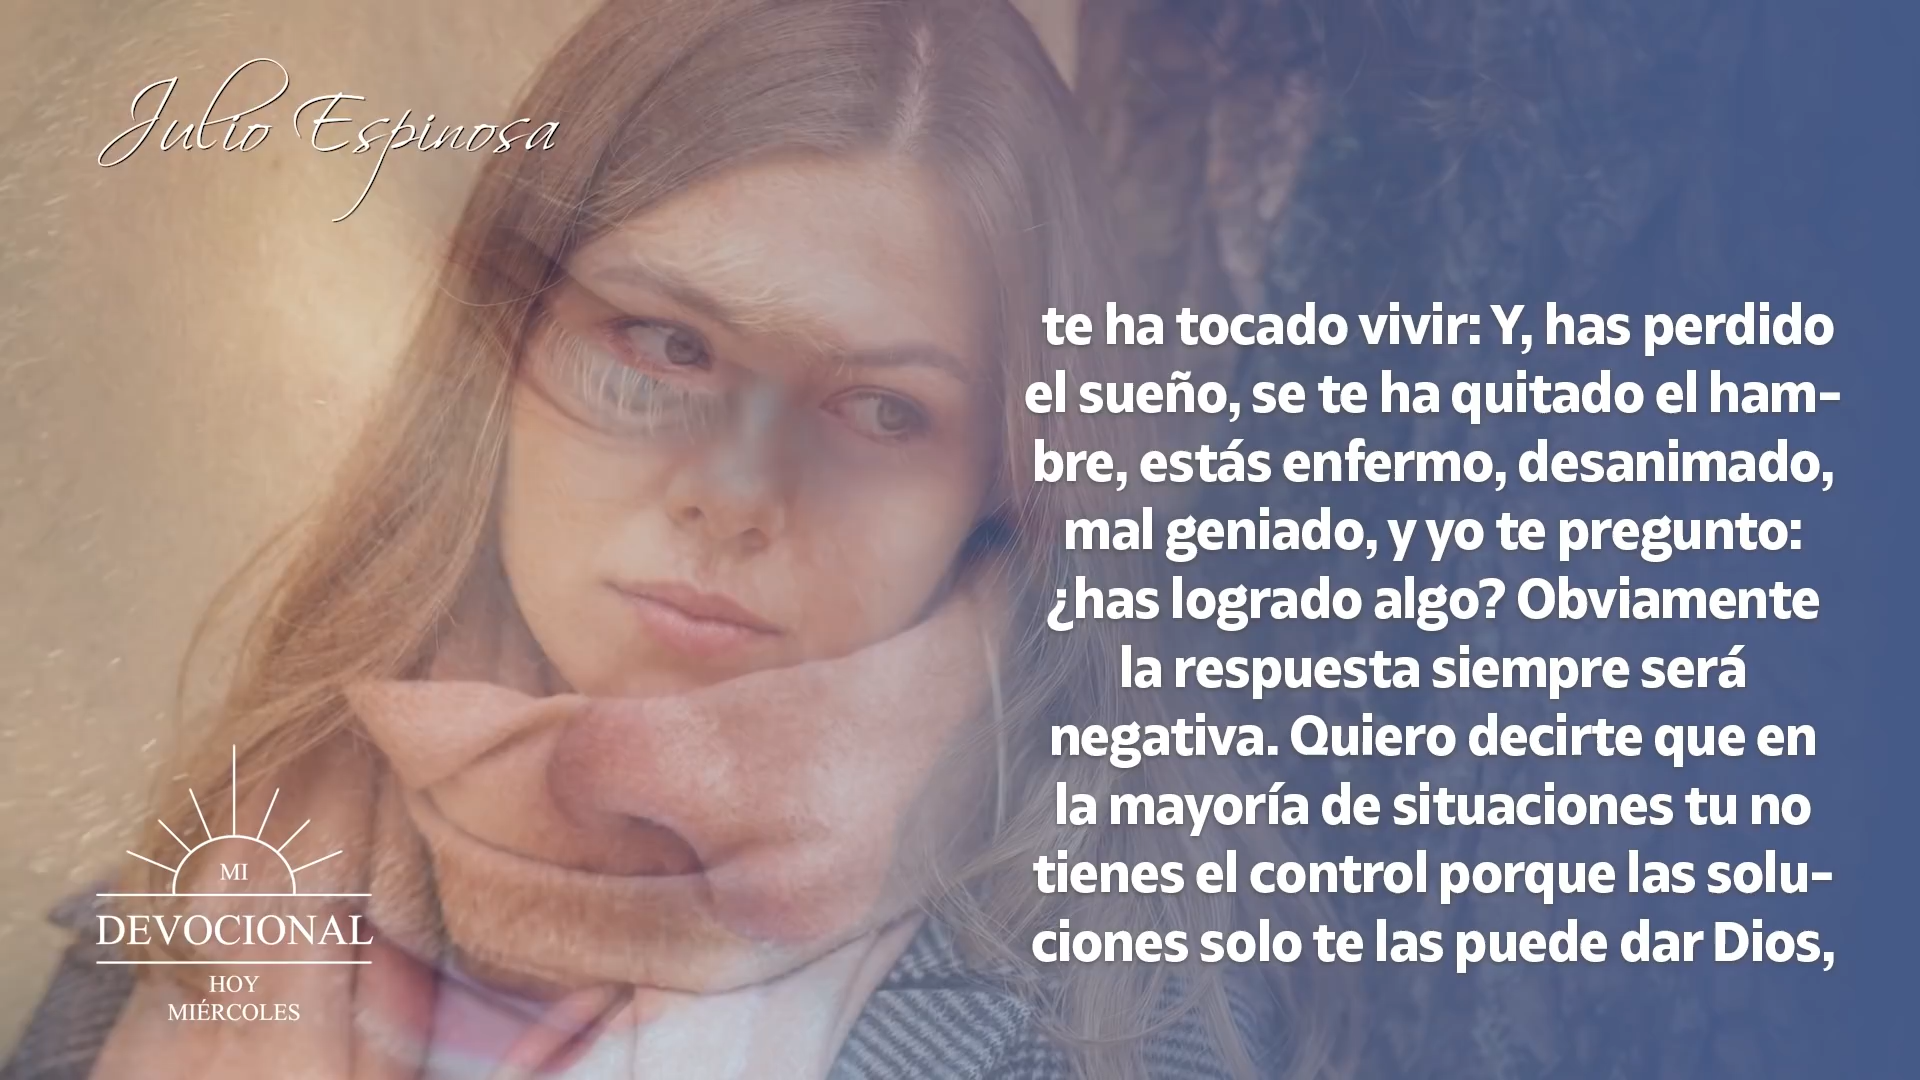 Julio Espinosa
te ha tocado vivir: Y, has perdido
el sueño, se te ha quitado el ham-
bre, estás enfermo, desanimado,
mal geniado, y yo te pregunto:
¿has logrado algo? Obviamente
la respuesta siempre será
negativa. Quiero decirte que en
la mayoría de situaciones tu no
tienes el control porque las solu-
ciones solo te las puede dar Dios,
MI
DEVOCIONAL
HOY
MIÉRCOLES